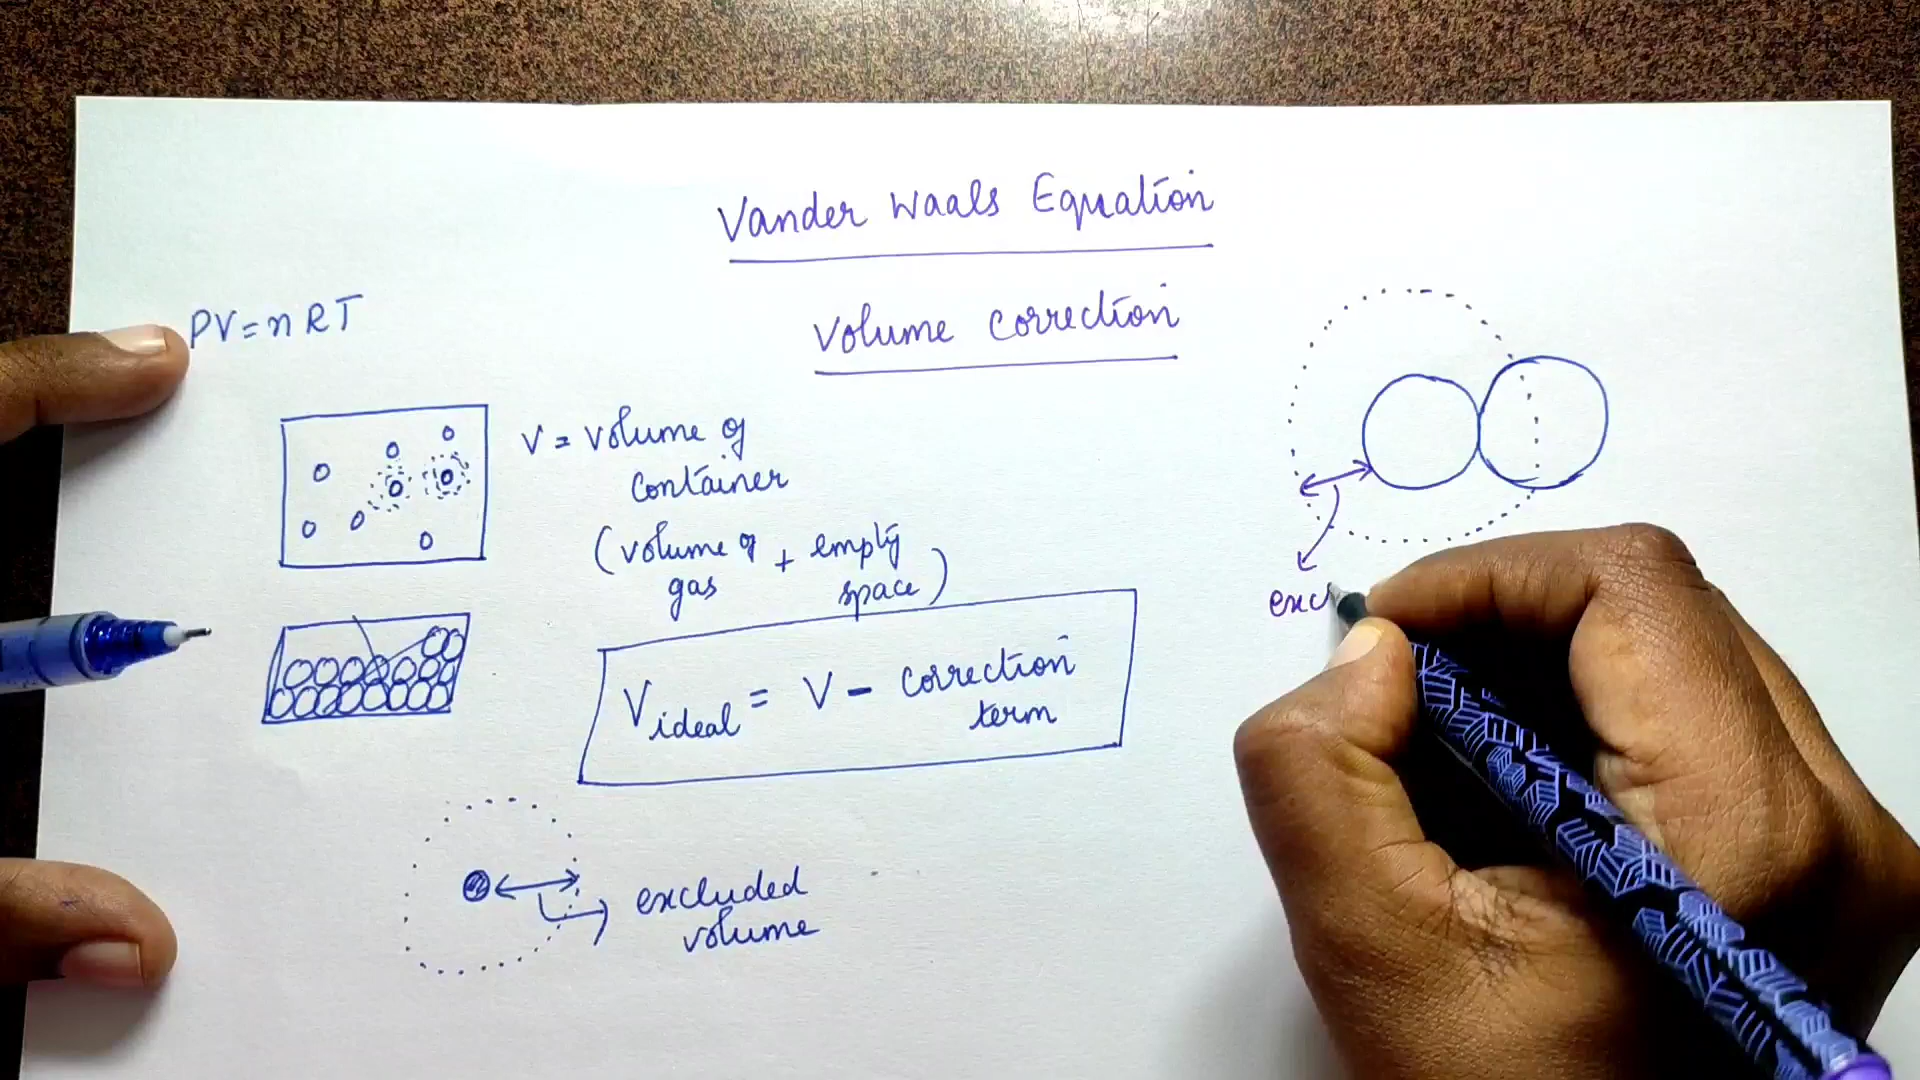 Vander Waals Equation
Volume Correction
PV = nRT
V = Volume of
container
(volume of + empty
gas space)
V ideal = V - correction
term
excluded
volume
exc